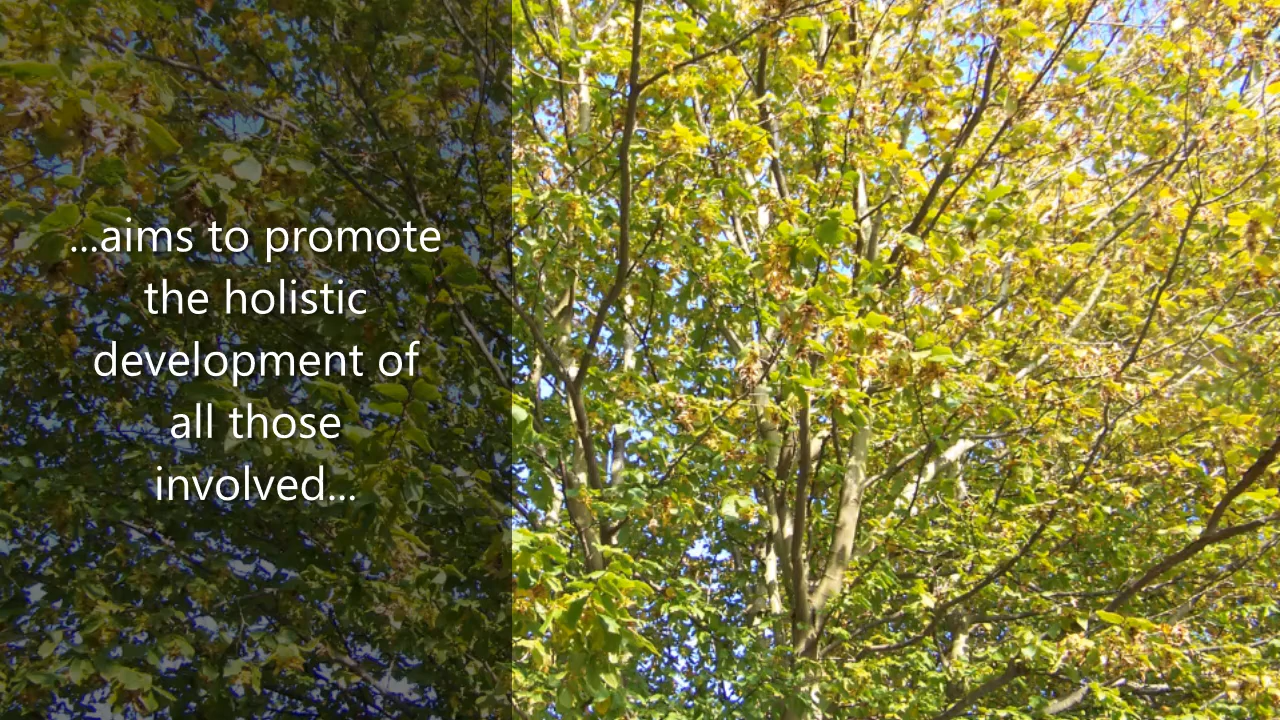 ...aims to promote
the holistic
development of
all those
involved...